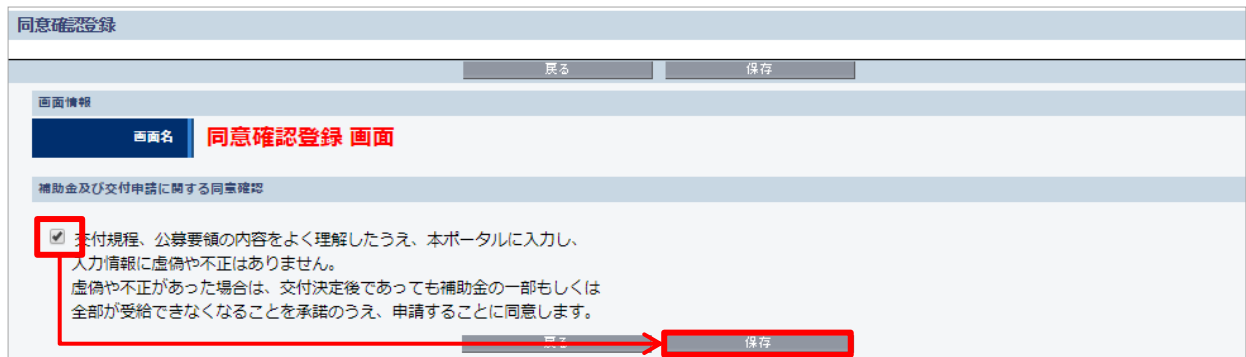 同意確認登録
戻る 保存
画面情報
画面名 同意確認登録 画面
補助金及び交付申請に関する同意確認
交付規程、公募要領の内容をよく理解したうえ、本ポータルに入力し、
入力情報に虚偽や不正はありません。
虚偽や不正があった場合は、交付決定後であっても補助金の一部もしくは
全部が受給できなくなることを承諾のうえ、申請することに同意します。
戻る 保存